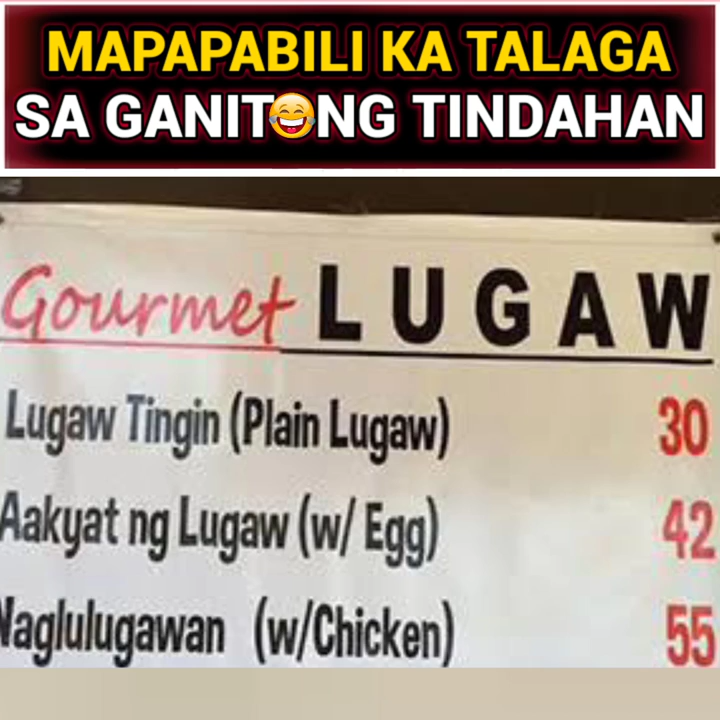 MAPAPABILI KA TALAGA
SA GANIT😂NG TINDAHAN
Gourmet LUGAW
Lugaw Tingin (Plain Lugaw) 30
Aakyat ng Lugaw (w/ Egg) 42
Naglulugawan (w/Chicken) 55